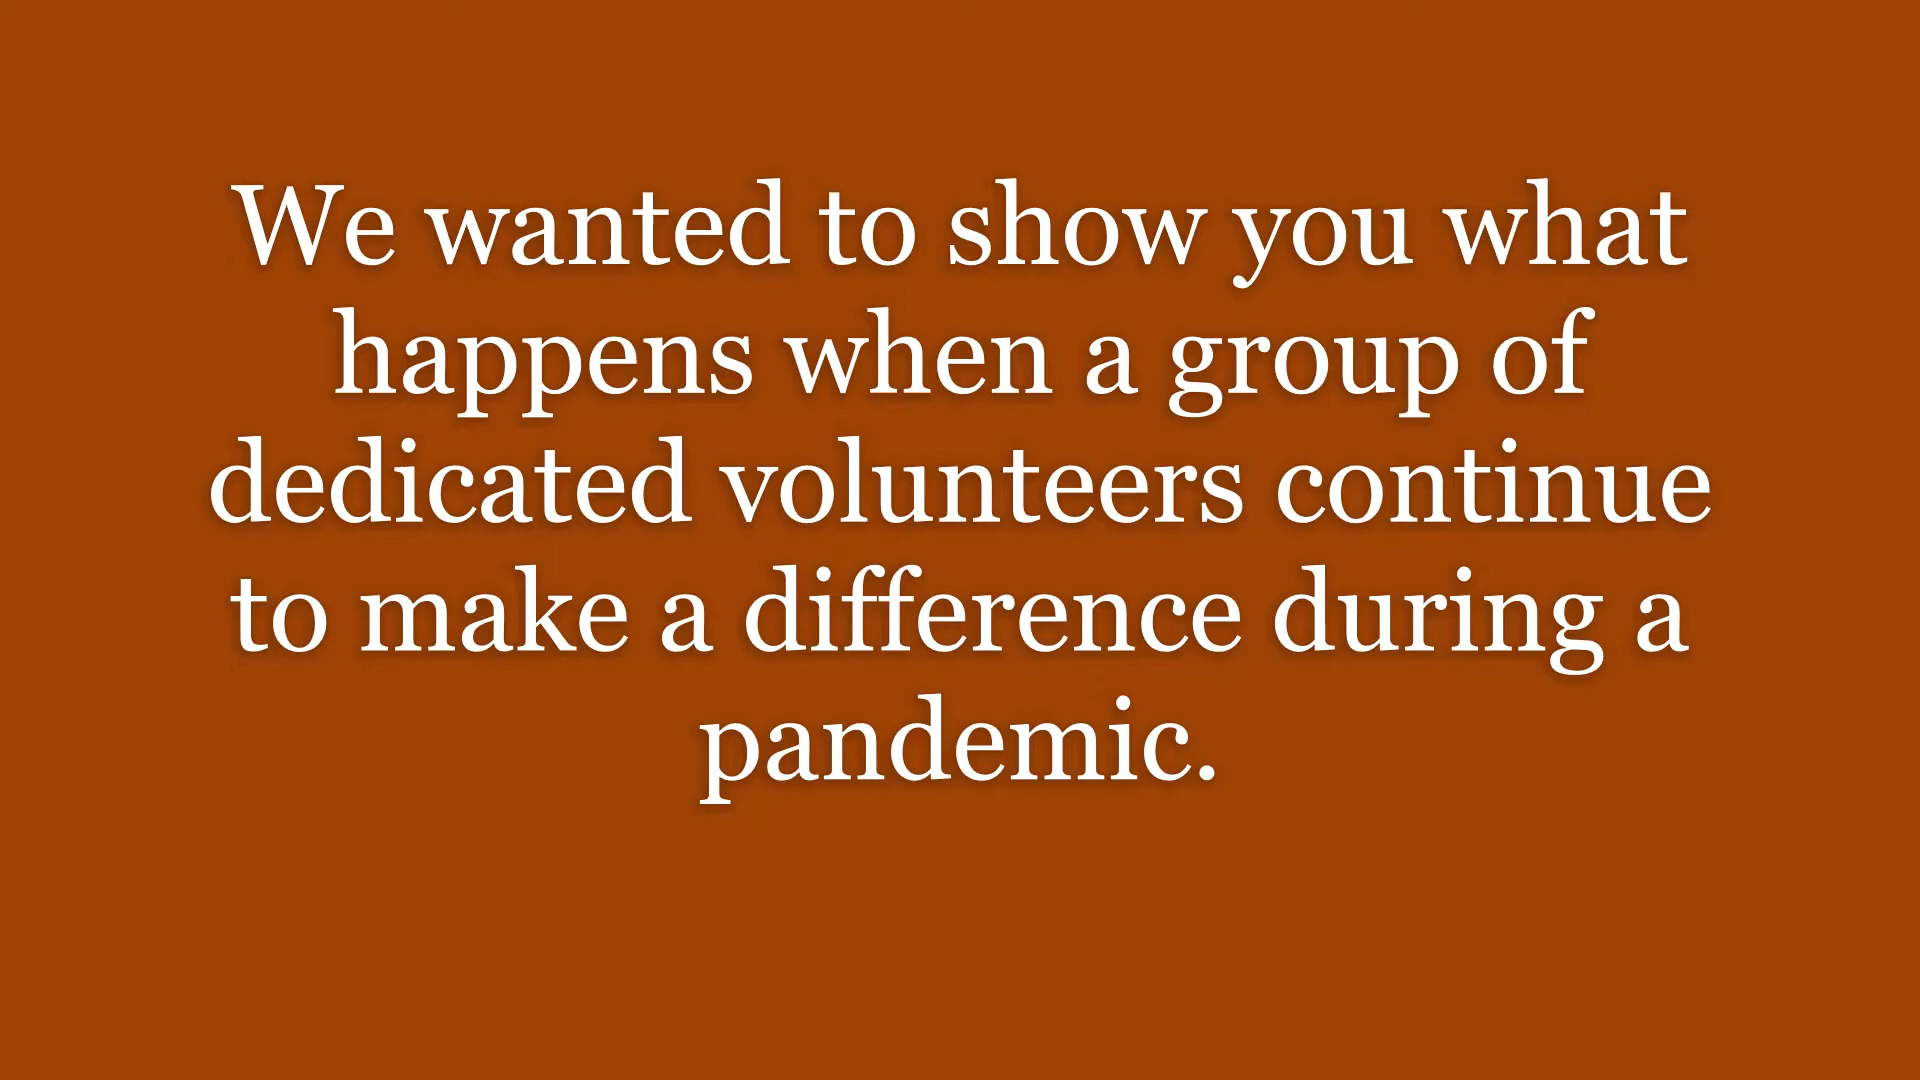 We wanted to show you what
happens when a group of
dedicated volunteers continue
to make a difference during a
pandemic.